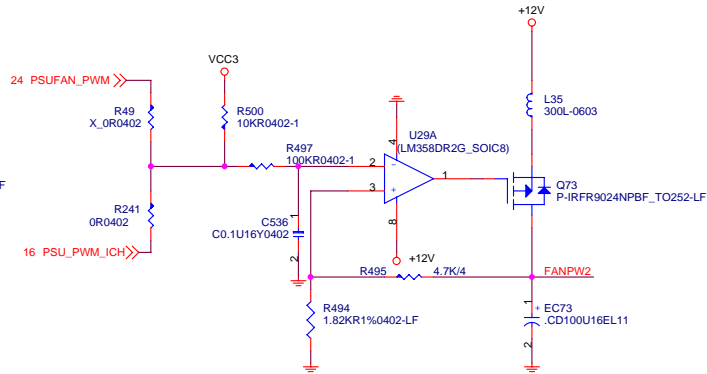 +12V
VCC3
24 PSUFAN_PWM
R49
X_0R0402
R500
10KR0402-1
L35
300L-0603
U29A
(LM358DR2G_SOIC8)
4
R497
100KR0402-1
2
3
1
8
Q73
P-IRFR9024NPBF_TO252-LF
F
R241
0R0402
C536
C0.1U16Y0402
1
2
16 PSU_PWM_ICH
+12V
R495
4.7K/4
FANPW2
R494
1.82KR1%0402-LF
1
+
EC73
.CD100U16EL11
2